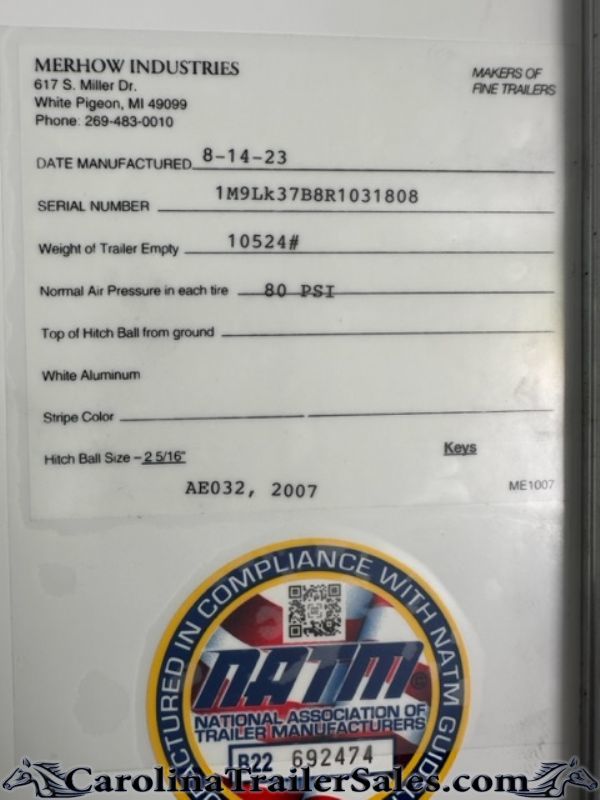 MERHOW INDUSTRIES
617 S. Miller Dr.
White Pigeon, MI 49099
Phone: 269-483-0010
MAKERS OF
FINE TRAILERS
DATE MANUFACTURED 8-14-23
SERIAL NUMBER 1M9Lk37B8R1031808
Weight of Trailer Empty 10524#
Normal Air Pressure in each tire 80 PSI
Top of Hitch Ball from ground
White Aluminum
Stripe Color
Hitch Ball Size – 2 5/16"
Keys
AE032, 2007
ME1007
IN COMPLIANCE WITH NATM
NATM
NATIONAL ASSOCIATION OF
TRAILER MANUFACTURERS
B22 692474
CarolinaTrailerSales.com